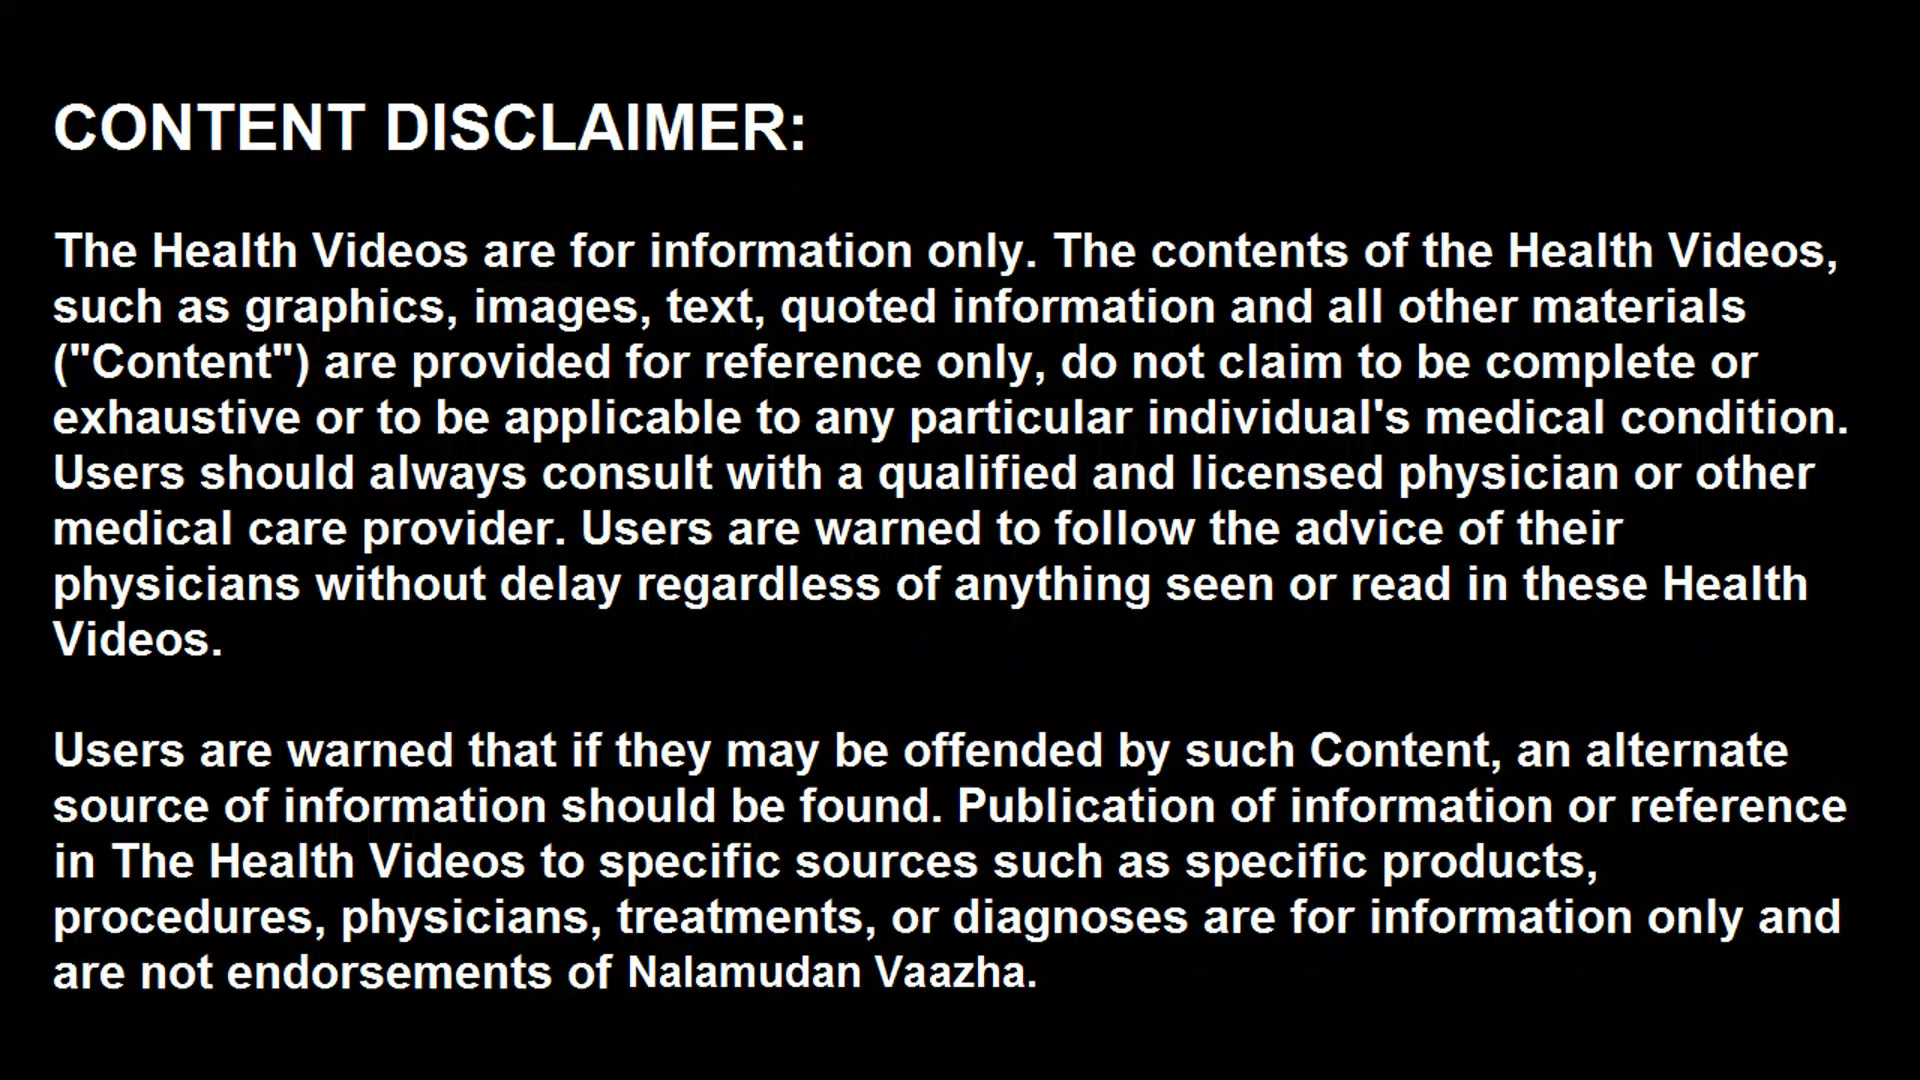 CONTENT DISCLAIMER:
The Health Videos are for information only. The contents of the Health Videos,
such as graphics, images, text, quoted information and all other materials
("Content") are provided for reference only, do not claim to be complete or
exhaustive or to be applicable to any particular individual's medical condition.
Users should always consult with a qualified and licensed physician or other
medical care provider. Users are warned to follow the advice of their
physicians without delay regardless of anything seen or read in these Health
Videos.
Users are warned that if they may be offended by such Content, an alternate
source of information should be found. Publication of information or reference
in The Health Videos to specific sources such as specific products,
procedures, physicians, treatments, or diagnoses are for information only and
are not endorsements of Nalamudan Vaazha.